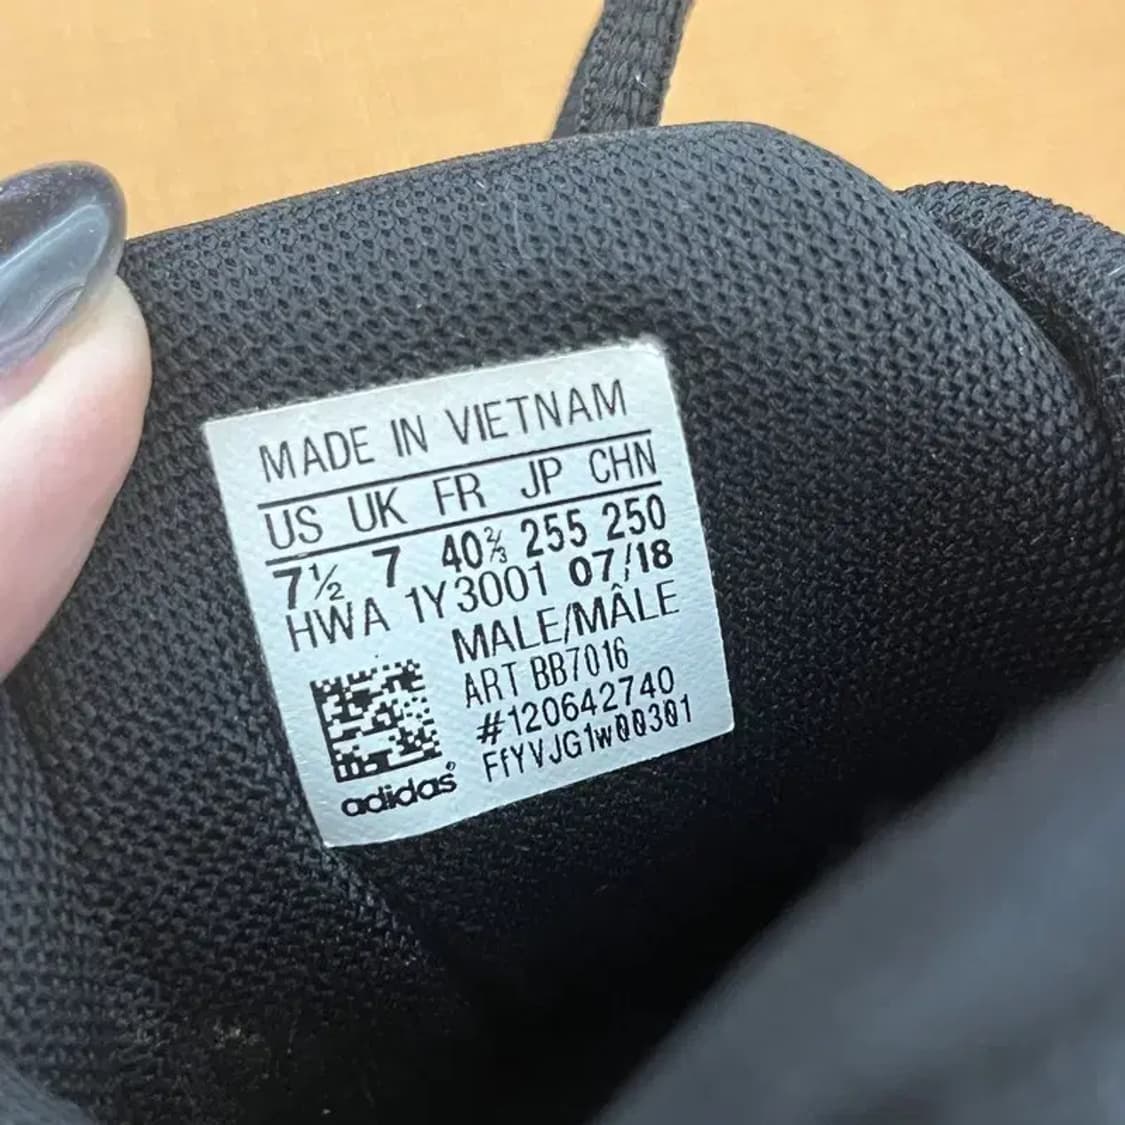 MADE IN VIETNAM
US UK FR JP CHN
7½ 7 40⅔ 255 250
HWA 1Y3001 07/18
MALE/MÂLE
ART BB7016
#120642740
FfYVJG1w00301
adidas®